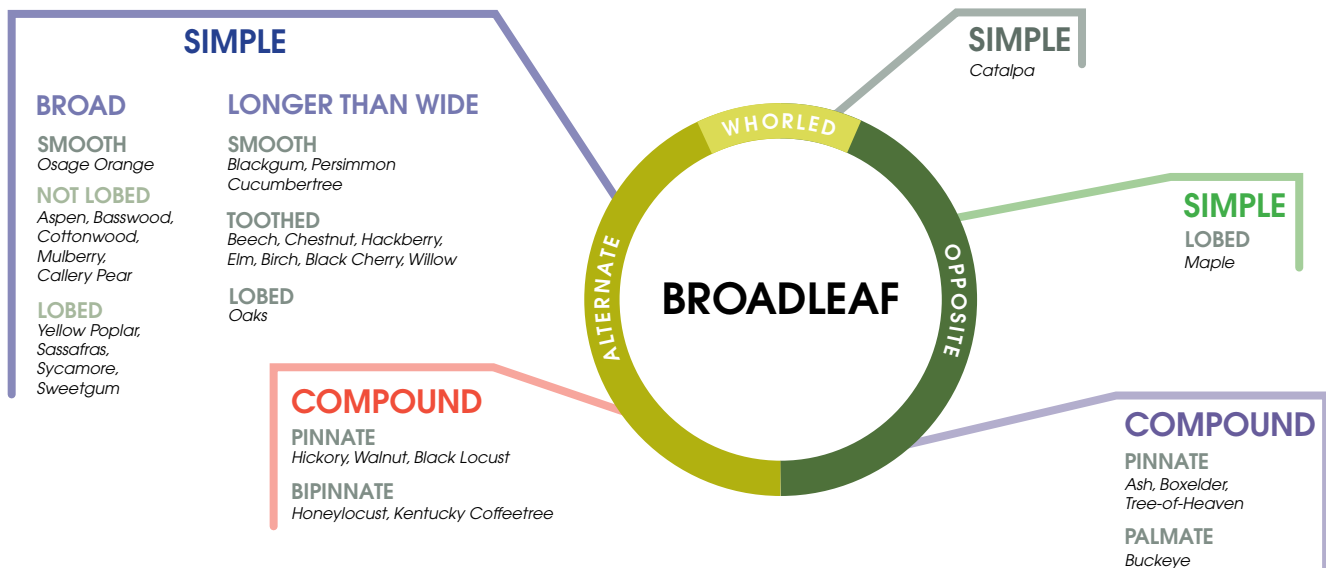 SIMPLE
BROAD
SMOOTH
Osage Orange
NOT LOBED
Aspen, Basswood,
Cottonwood,
Mulberry,
Callery Pear
LOBED
Yellow Poplar,
Sassafras,
Sycamore,
Sweetgum
LONGER THAN WIDE
SMOOTH
Blackgum, Persimmon
Cucumbertree
TOOTHED
Beech, Chestnut, Hackberry,
Elm, Birch, Black Cherry, Willow
LOBED
Oaks
COMPOUND
PINNATE
Hickory, Walnut, Black Locust
BIPINNATE
Honeylocust, Kentucky Coffeetree
ALTERNATE
WHORLED
OPPOSITE
BROADLEAF
SIMPLE
Catalpa
SIMPLE
LOBED
Maple
COMPOUND
PINNATE
Ash, Boxelder,
Tree-of-Heaven
PALMATE
Buckeye